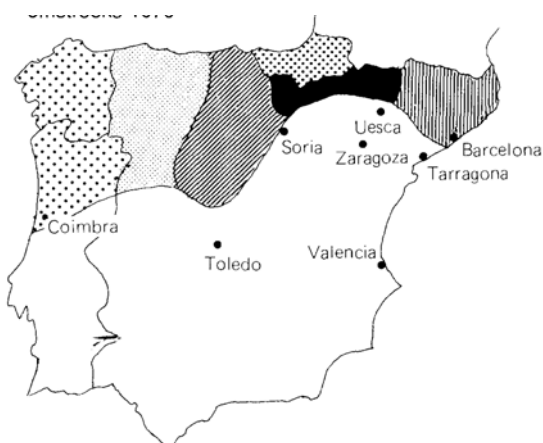 Soria
Uesca
Zaragoza
Barcelona
Tarragona
Coimbra
Toledo
Valencia